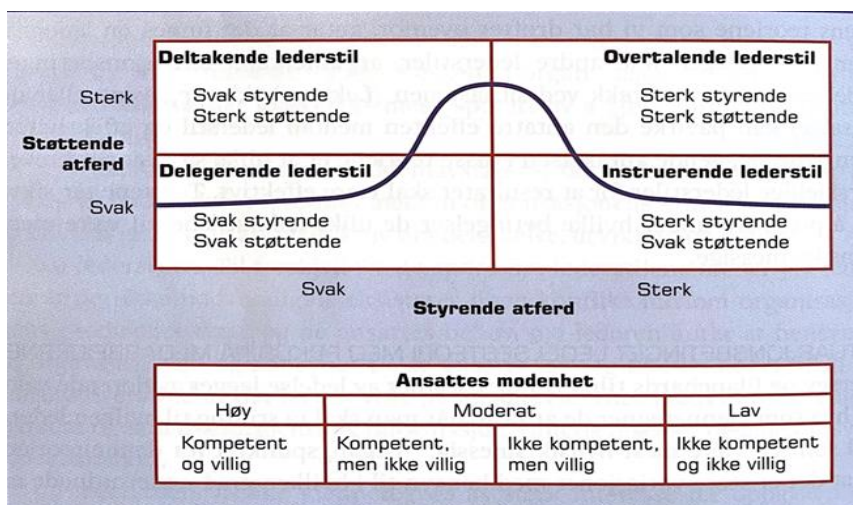 Deltakende lederstil
Svak styrende
Sterk støttende
Overtalende lederstil
Sterk styrende
Sterk støttende
Sterk
Støttende
atferd
Svak
Delegerende lederstil
Svak styrende
Svak støttende
Instruerende lederstil
Sterk styrende
Svak støttende
Svak
Sterk
Styrende atferd
Ansattes modenhet
Høy
Moderat
Lav
Kompetent
og villig
Kompetent,
men ikke villig
Ikke kompetent,
men villig
Ikke kompetent
og ikke villig